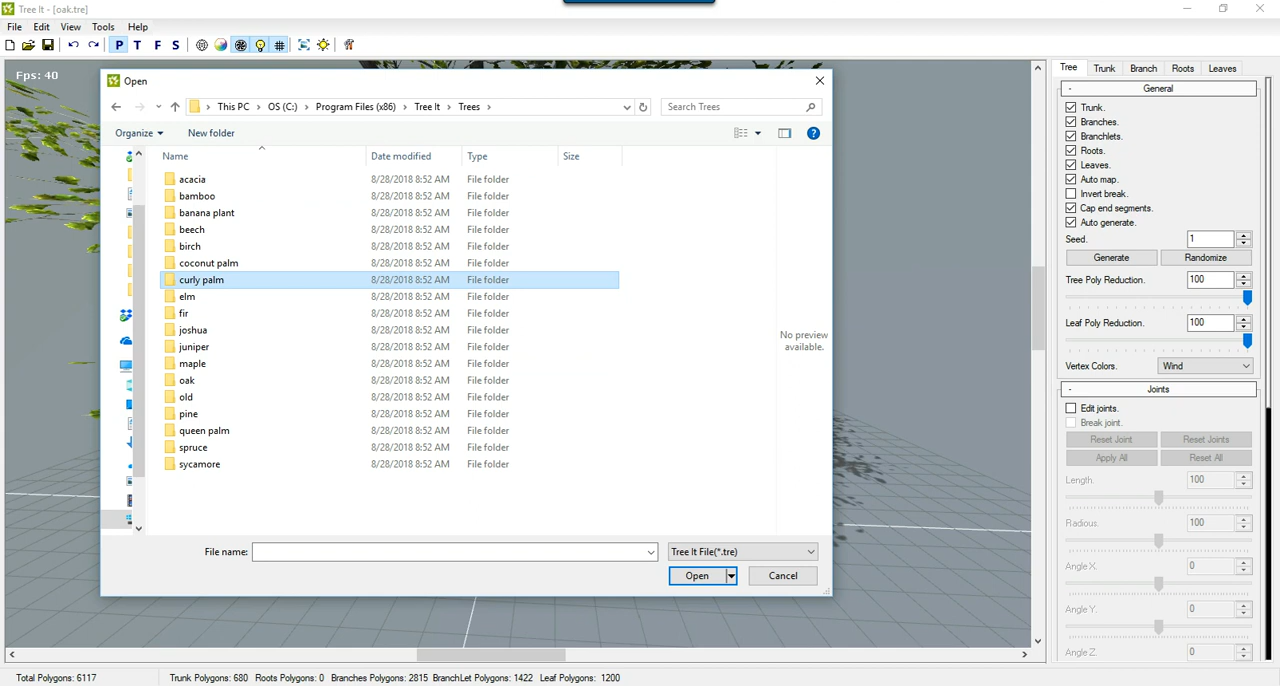 Tree It - [oak.tre]
File Edit View Tools Help
P T F S
Fps: 40
Open
This PC > OS (C:) > Program Files (x86) > Tree It > Trees >
Search Trees
Organize
New folder
Name Date modified Type Size
acacia 8/28/2018 8:52 AM File folder
bamboo 8/28/2018 8:52 AM File folder
banana plant 8/28/2018 8:52 AM File folder
beech 8/28/2018 8:52 AM File folder
birch 8/28/2018 8:52 AM File folder
coconut palm 8/28/2018 8:52 AM File folder
curly palm 8/28/2018 8:52 AM File folder
elm 8/28/2018 8:52 AM File folder
fir 8/28/2018 8:52 AM File folder
joshua 8/28/2018 8:52 AM File folder
juniper 8/28/2018 8:52 AM File folder
maple 8/28/2018 8:52 AM File folder
oak 8/28/2018 8:52 AM File folder
old 8/28/2018 8:52 AM File folder
pine 8/28/2018 8:52 AM File folder
queen palm 8/28/2018 8:52 AM File folder
spruce 8/28/2018 8:52 AM File folder
sycamore 8/28/2018 8:52 AM File folder
No preview
available.
File name:
Tree It File(*.tre)
Open Cancel
Tree Trunk Branch Roots Leaves
- General
Trunk.
Branches.
Branchlets.
Roots.
Leaves.
Auto map.
Invert break.
Cap end segments.
Auto generate.
Seed. 1
Generate Randomize
Tree Poly Reduction. 100
Leaf Poly Reduction. 100
Vertex Colors. Wind
- Joints
Edit joints.
Break joint.
Reset Joint Reset Joints
Apply All Reset All
Length. 100
Radious. 100
Angle X. 0
Angle Y. 0
Angle Z. 0
Total Polygons: 6117 Trunk Polygons: 680 Roots Polygons: 0 Branches Polygons: 2815 BranchLet Polygons: 1422 Leaf Polygons: 1200